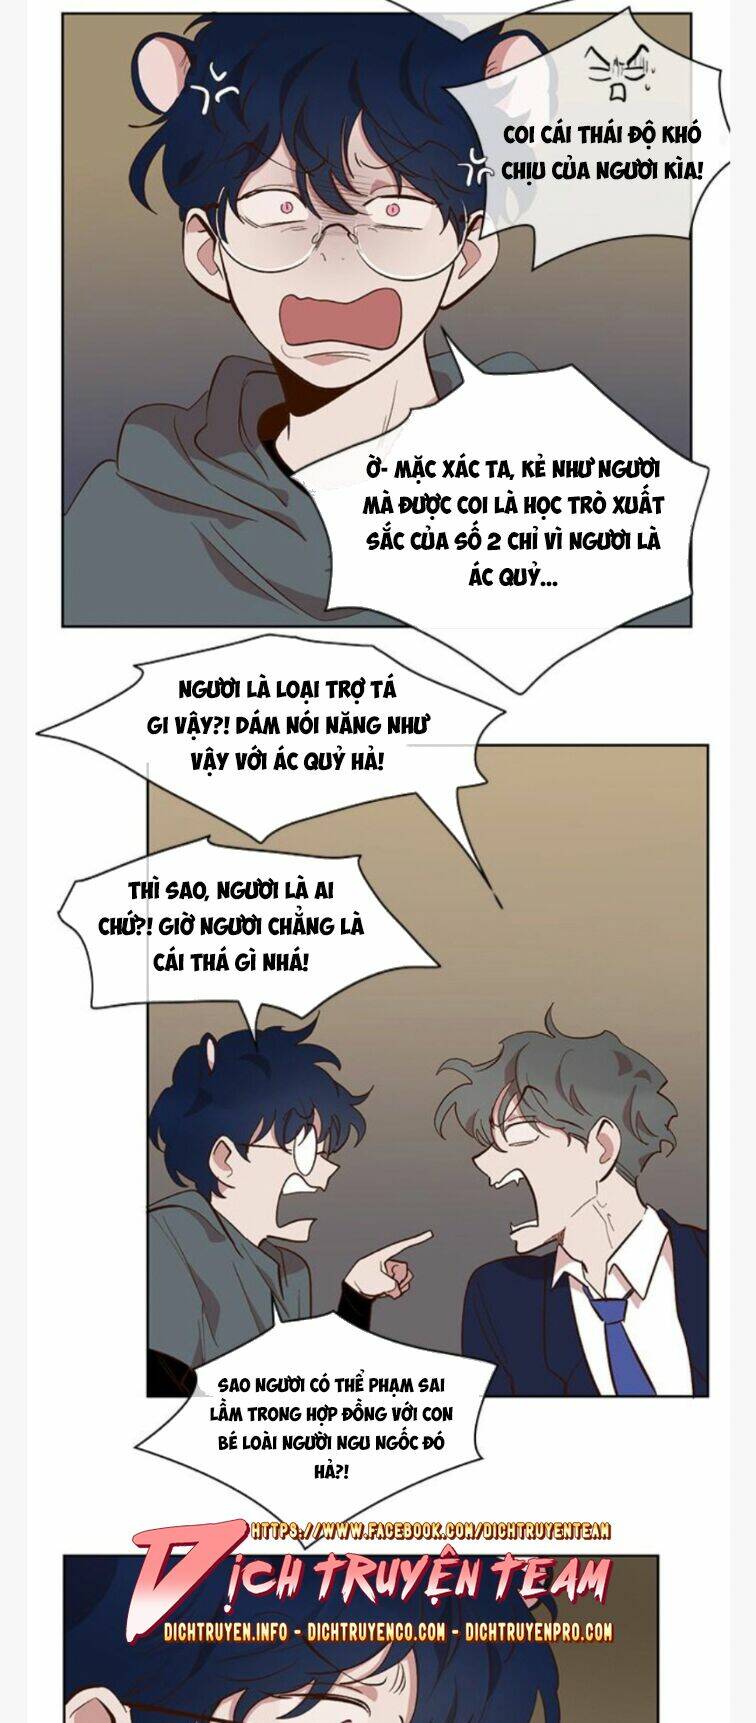 COI CÁI THÁI ĐỘ KHÓ
CHỊU CỦA NGƯƠI KÌA!
Ờ- MẶC XÁC TA, KẺ NHƯ NGƯƠI
MÀ ĐƯỢC COI LÀ HỌC TRÒ XUẤT
SẮC CỦA SỐ 2 CHỈ VÌ NGƯƠI LÀ
ÁC QUỶ...
NGƯƠI LÀ LOẠI TRỢ TÁ
GI VẬY?! DÁM NÓI NĂNG NHƯ
VẬY VỚI ÁC QUỶ HẢ!
THÌ SAO, NGƯƠI LÀ AI
CHỨ?! GIỜ NGƯƠI CHẲNG LÀ
CÁI THÁ GÌ NHÁ!
SAO NGƯƠI CÓ THỂ PHẠM SAI
LẦM TRONG HỢP ĐỒNG VỚI CON
BÉ LOÀI NGƯỜI NGU NGỐC ĐÓ
HẢ?!
HTTPS://WWW.FACEBOOK.COM/DICHTRUYENTEAM
DỊCH TRUYỆN TEAM
DICHTRUYEN.INFO - DICHTRUYENCO.COM - DICHTRUYENPRO.COM